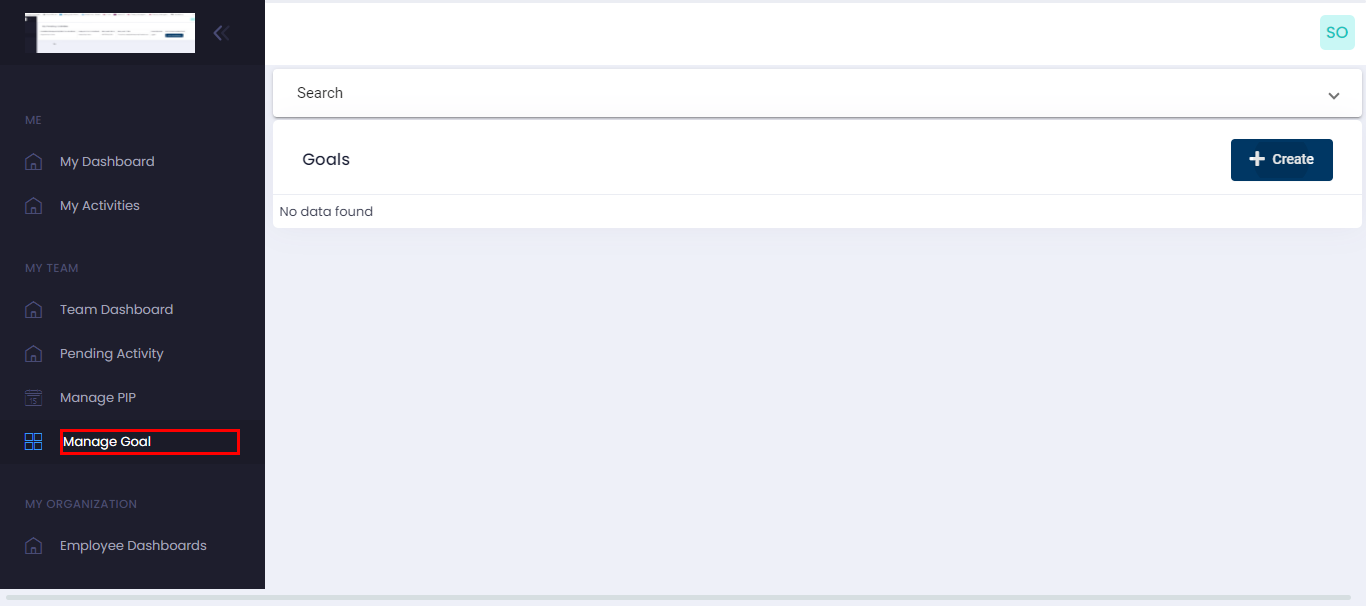 SO
ME
My Dashboard
My Activities
MY TEAM
Team Dashboard
Pending Activity
Manage PIP
Manage Goal
MY ORGANIZATION
Employee Dashboards
Search
Goals
Create
No data found